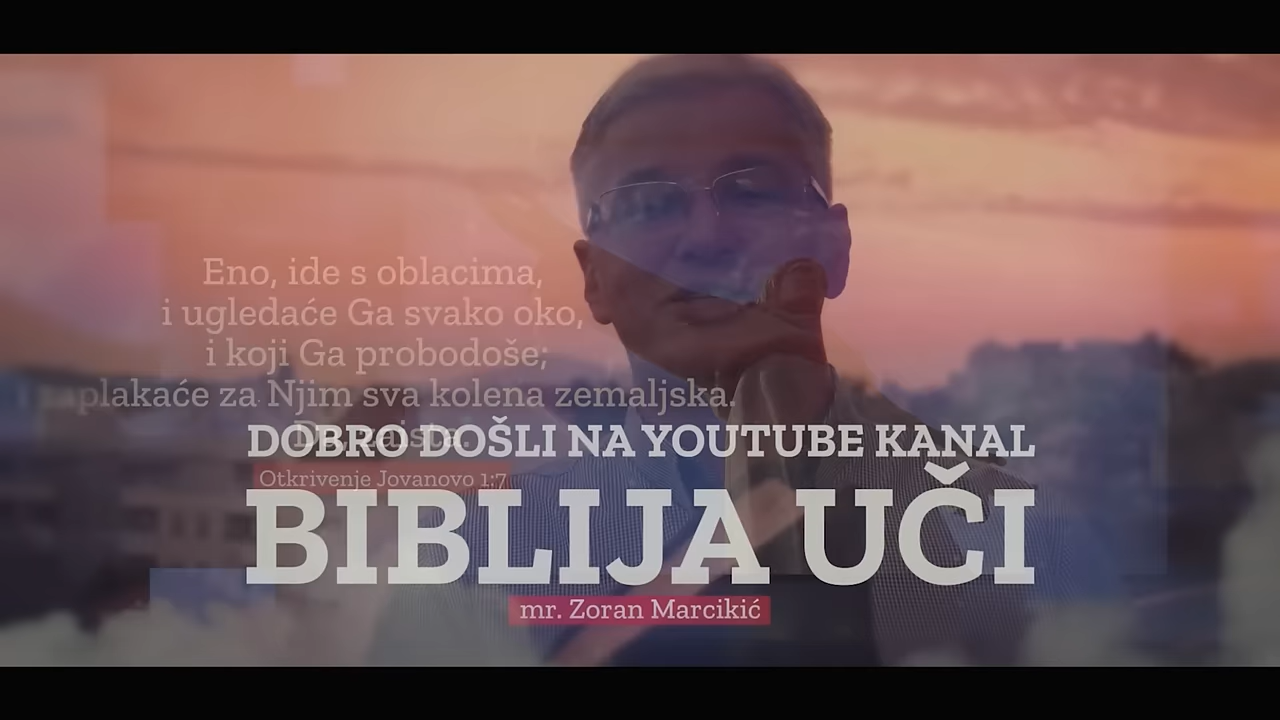 Eno, ide s oblacima,
i ugledaće Ga svako oko,
i koji Ga probodoše;
zaplakaće za Njim sva kolena zemaljska.
DOBRO DOŠLI NA YOUTUBE KANAL
Otkrivenje Jovanovo 1:7
BIBLIJA UČI
mr. Zoran Marcikić